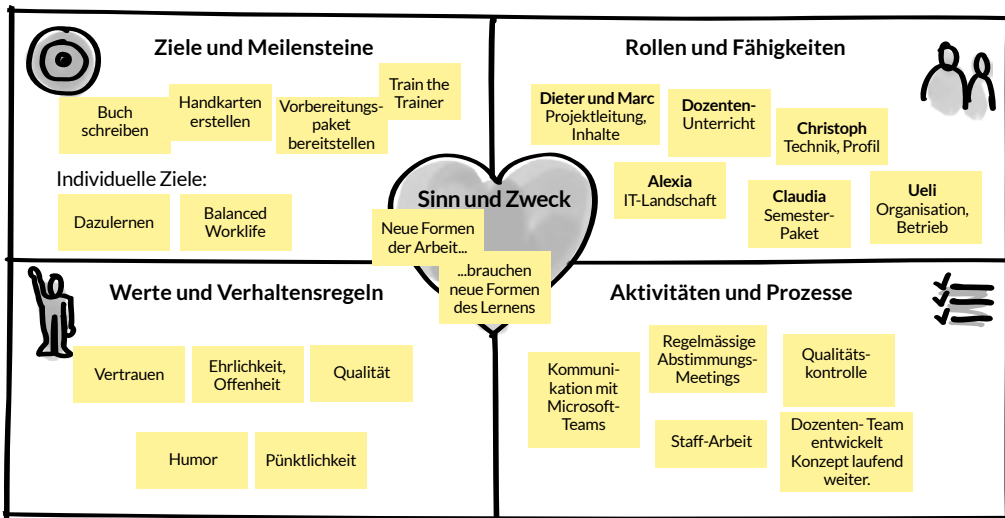 Ziele und Meilensteine
Buch
schreiben
Handkarten
erstellen
Vorbereitungs-
paket
bereitstellen
Train the
Trainer
Individuelle Ziele:
Dazulernen
Balanced
Worklife
Rollen und Fähigkeiten
Dieter und Marc
Projektleitung,
Inhalte
Dozenten-
Unterricht
Christoph
Technik, Profil
Alexia
IT-Landschaft
Claudia
Semester-
Paket
Ueli
Organisation,
Betrieb
Sinn und Zweck
Neue Formen
der Arbeit...
...brauchen
neue Formen
des Lernens
Werte und Verhaltensregeln
Vertrauen
Ehrlichkeit,
Offenheit
Qualität
Humor
Pünktlichkeit
Aktivitäten und Prozesse
Kommuni-
kation mit
Microsoft-
Teams
Regelmässige
Abstimmungs-
Meetings
Qualitäts-
kontrolle
Staff-Arbeit
Dozenten- Team
entwickelt
Konzept laufend
weiter.